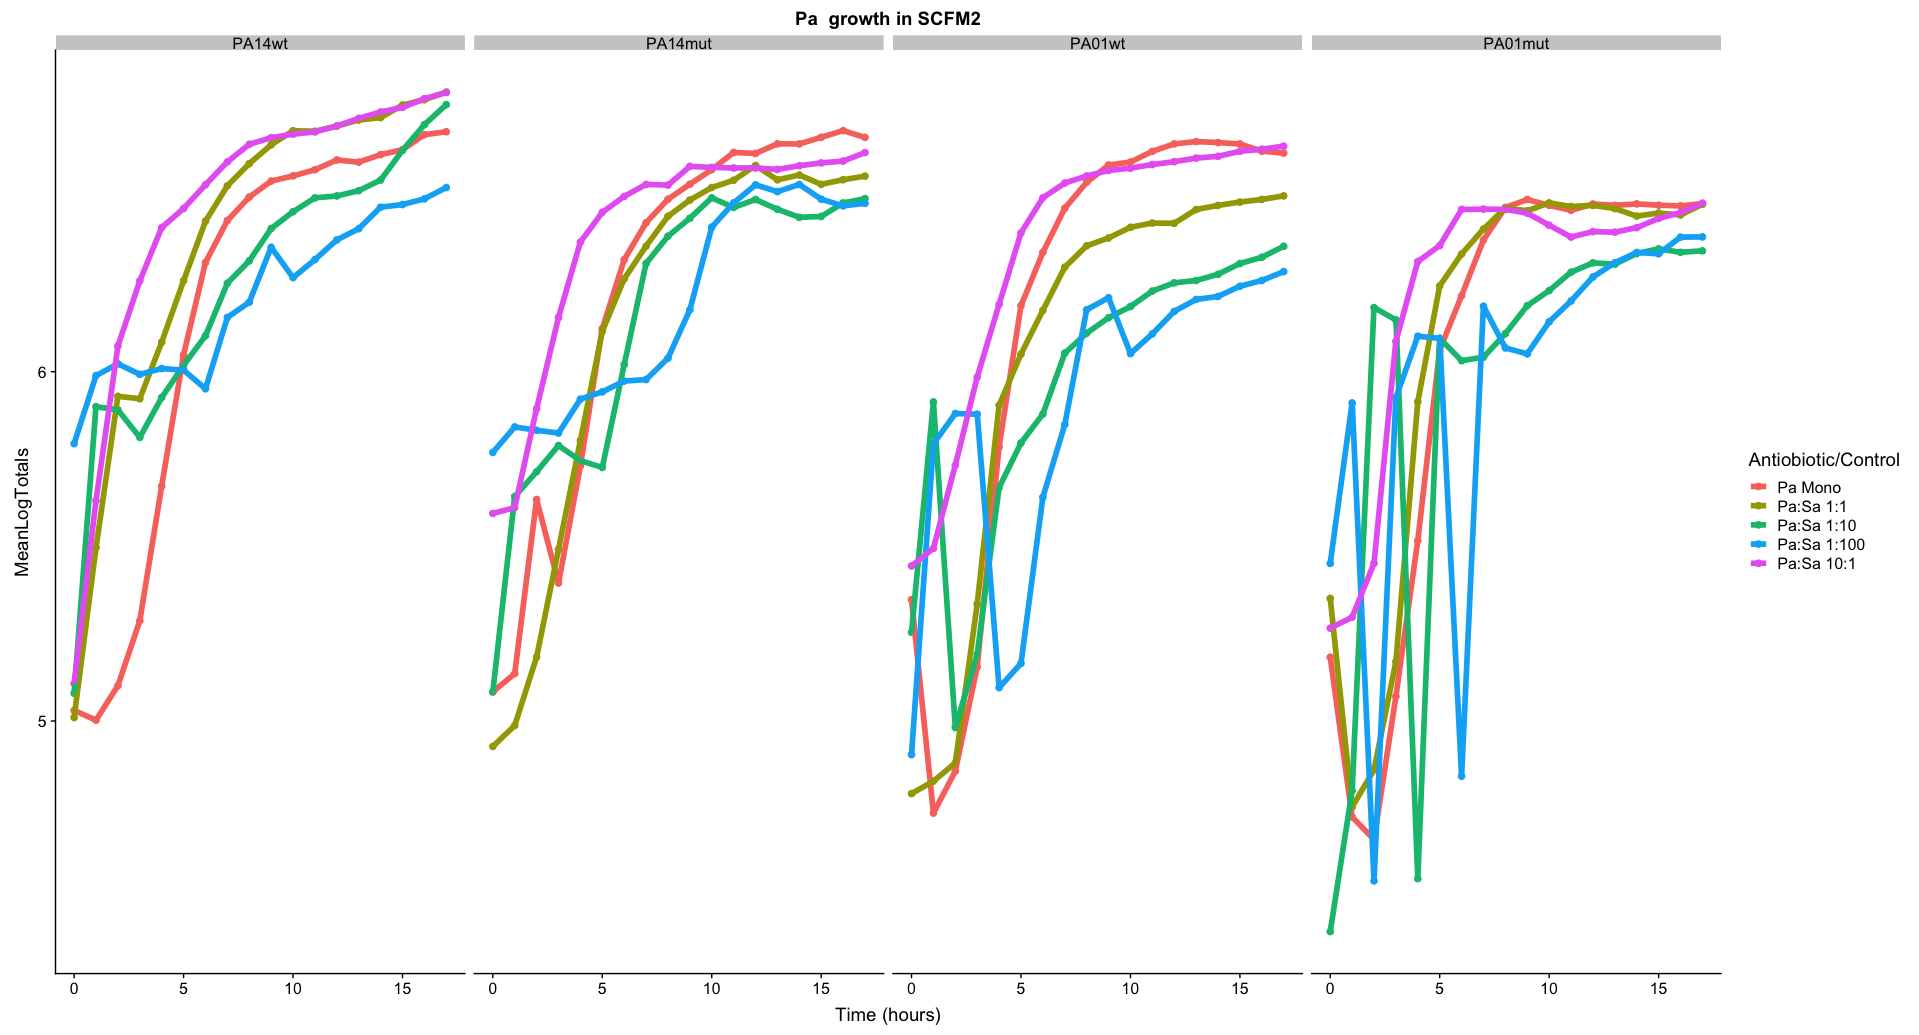 Pa  growth in SCFM2
PA14wt
PA14mut
PA01wt
PA01mut
MeanLogTotals
6
5
0 5 10 15
0 5 10 15
0 5 10 15
0 5 10 15
Time (hours)
Antiobiotic/Control
Pa Mono
Pa:Sa 1:1
Pa:Sa 1:10
Pa:Sa 1:100
Pa:Sa 10:1